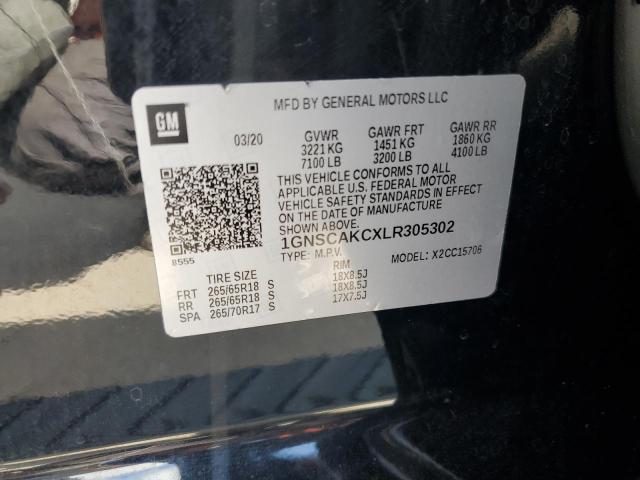 MFD BY GENERAL MOTORS LLC
GM
03/20 GVWR GAWR FRT GAWR RR
3221 KG 1451 KG 1860 KG
7100 LB 3200 LB 4100 LB
THIS VEHICLE CONFORMS TO ALL
APPLICABLE U.S. FEDERAL MOTOR
VEHICLE SAFETY STANDARDS IN EFFECT
ON THE DATE OF MANUFACTURE
SHOWN ABOVE.
1GNSCAKCXLR305302
8555
TYPE: M.P.V. MODEL: X2CC15706
TIRE SIZE RIM
FRT 265/65R18 S 18X8.5J
RR 265/65R18 S 18X8.5J
SPA 265/70R17 S 17X7.5J